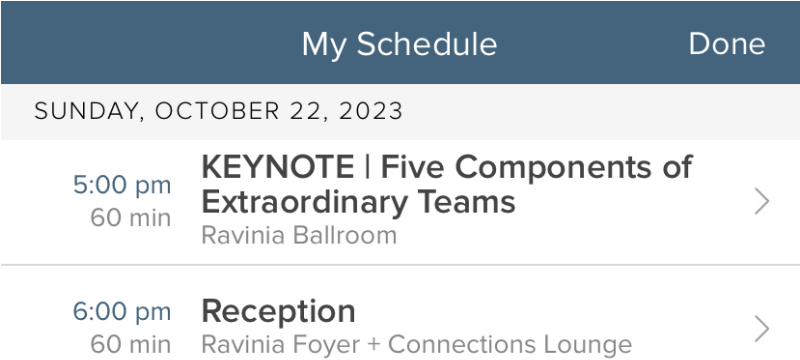 My Schedule
Done
SUNDAY, OCTOBER 22, 2023
5:00 pm
60 min
KEYNOTE | Five Components of
Extraordinary Teams
Ravinia Ballroom
6:00 pm
60 min
Reception
Ravinia Foyer + Connections Lounge